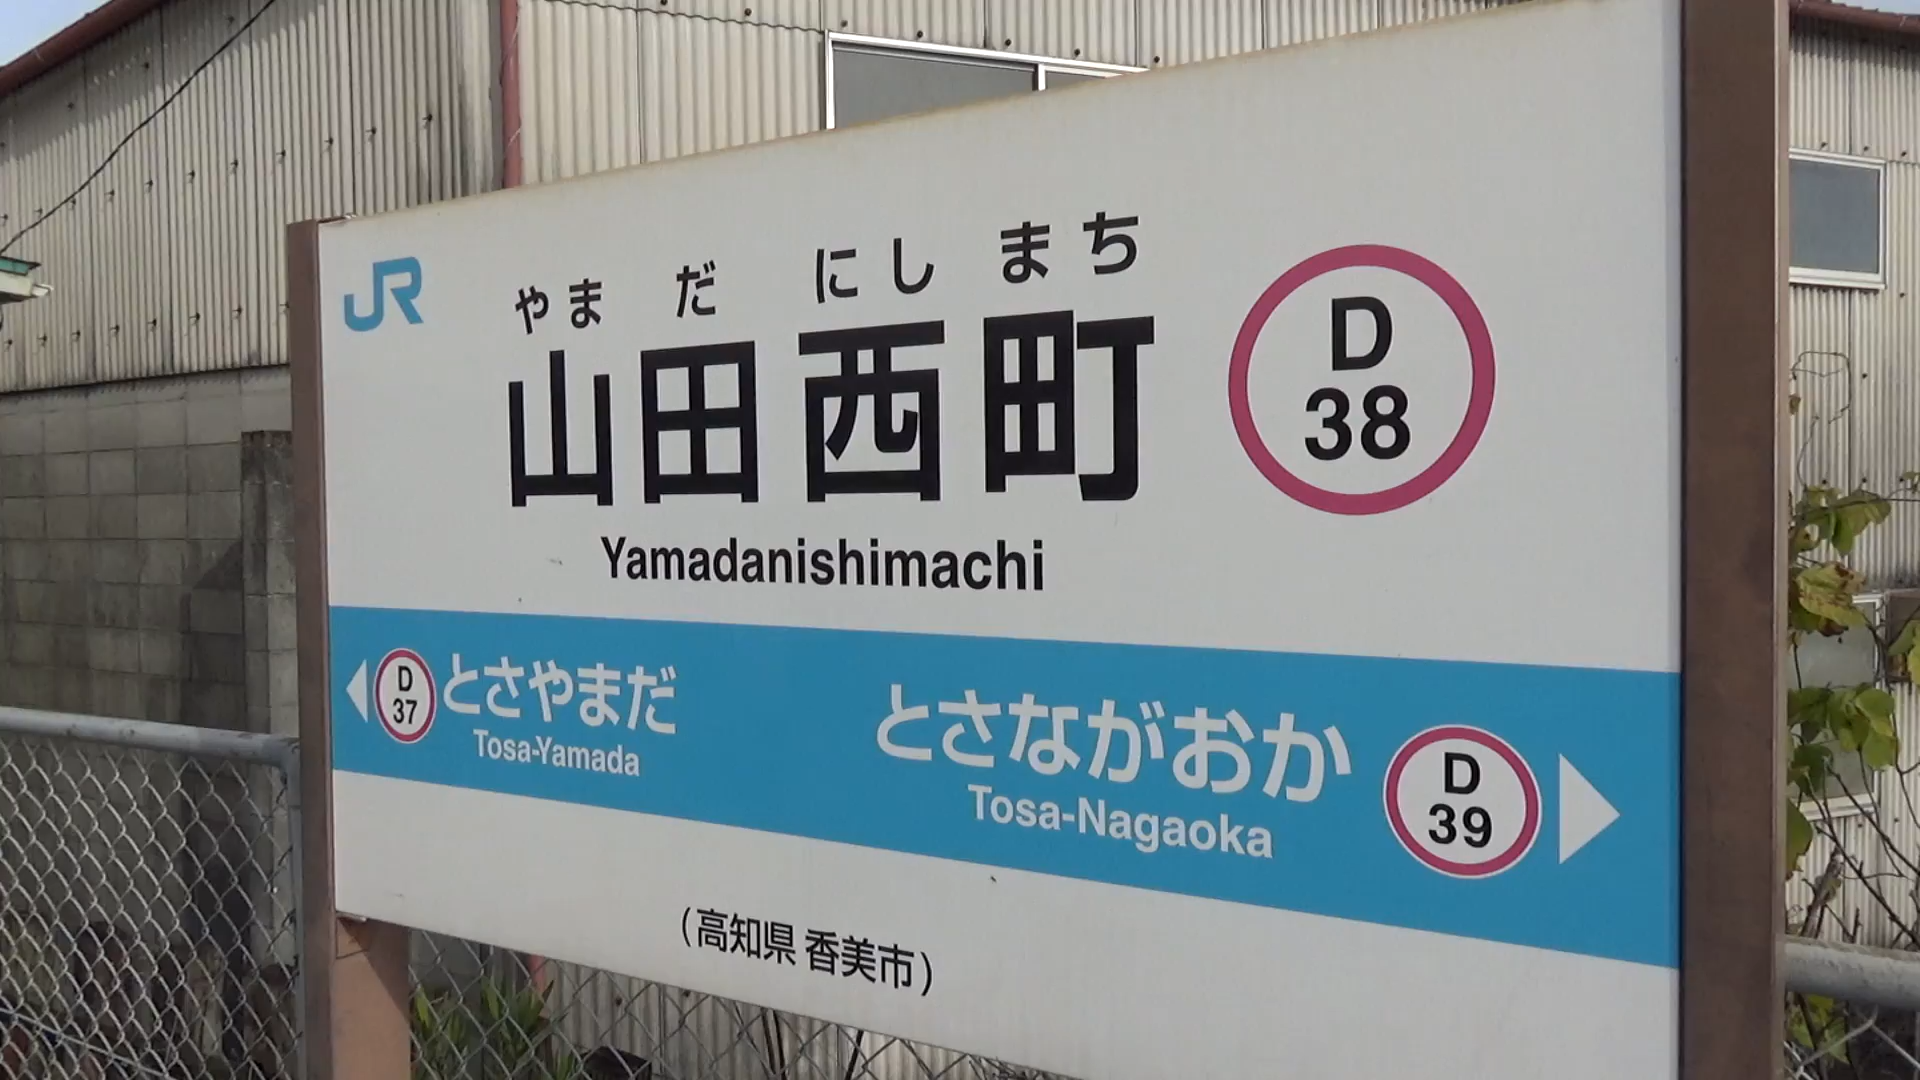 JR
やま だ にし まち
山田西町
D
38
Yamadanishimachi
D
37
とさやまだ
Tosa-Yamada
とさながおか
Tosa-Nagaoka
D
39
(高知県 香美市)